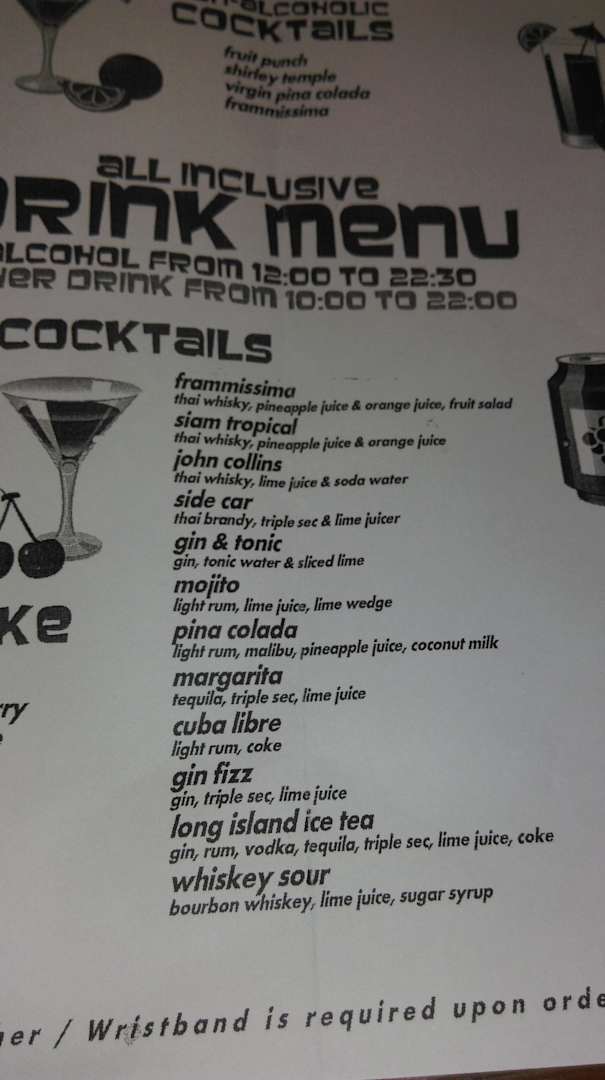 COCKTAILS
fruit punch
shirley temple
virgin pina colada
frammissima
ALL INCLUSIVE
DRINK MENU
ALCOHOL FROM 12:00 TO 22:30
DRINK FROM 10:00 TO 22:00
COCKTAILS
frammissima
thai whisky, pineapple juice & orange juice, fruit salad
siam tropical
thai whisky, pineapple juice & orange juice
john collins
thai whisky, lime juice & soda water
side car
thai brandy, triple sec & lime juicer
gin & tonic
gin, tonic water & sliced lime
mojito
light rum, lime juice, lime wedge
pina colada
light rum, malibu, pineapple juice, coconut milk
margarita
tequila, triple sec, lime juice
cuba libre
light rum, coke
gin fizz
gin, triple sec, lime juice
long island ice tea
gin, rum, vodka, tequila, triple sec, lime juice, coke
whiskey sour
bourbon whiskey, lime juice, sugar syrup
/ Wristband is required upon